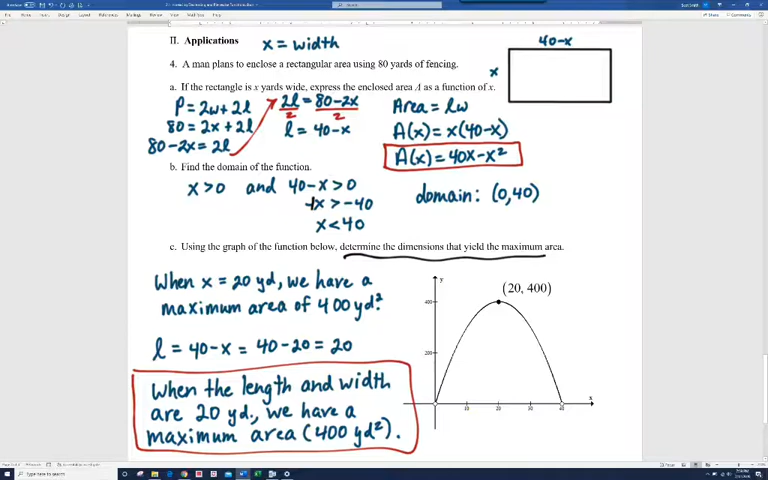 II. Applications
x = width
40-x
4. A man plans to enclose a rectangular area using 80 yards of fencing.
x
a. If the rectangle is x yards wide, express the enclosed area A as a function of x.
P = 2w + 2l
80 = 2x + 2l
80 - 2x = 2l
2l = 80 - 2x
2 2
l = 40 - x
Area = lw
A(x) = x(40-x)
A(x) = 40x - x²
b. Find the domain of the function.
x > 0 and 40 - x > 0
x > -40
x < 40
domain: (0,40)
c. Using the graph of the function below, determine the dimensions that yield the maximum area.
When x = 20 yd, we have a
maximum area of 400 yd².
l = 40 - x = 40 - 20 = 20
When the length and width
are 20 yd., we have a
maximum area (400 yd²).
y
(20, 400)
400
200
x
10 20 30 40